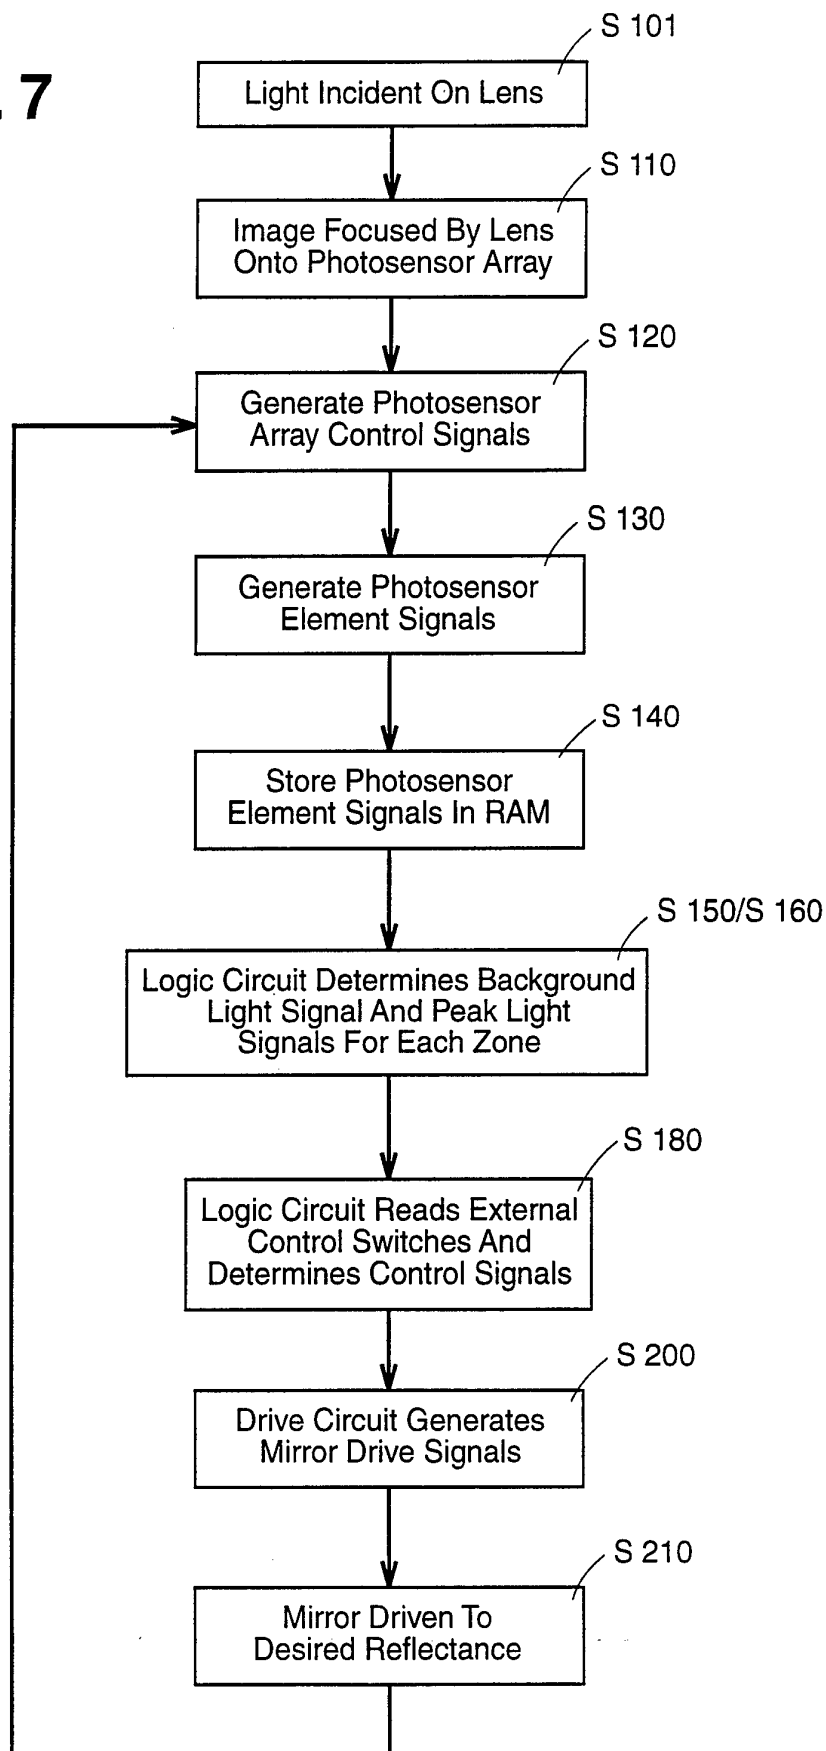 . 7
S 101
Light Incident On Lens
S 110
Image Focused By Lens
Onto Photosensor Array
S 120
Generate Photosensor
Array Control Signals
S 130
Generate Photosensor
Element Signals
S 140
Store Photosensor
Element Signals In RAM
S 150/S 160
Logic Circuit Determines Background
Light Signal And Peak Light
Signals For Each Zone
S 180
Logic Circuit Reads External
Control Switches And
Determines Control Signals
S 200
Drive Circuit Generates
Mirror Drive Signals
S 210
Mirror Driven To
Desired Reflectance